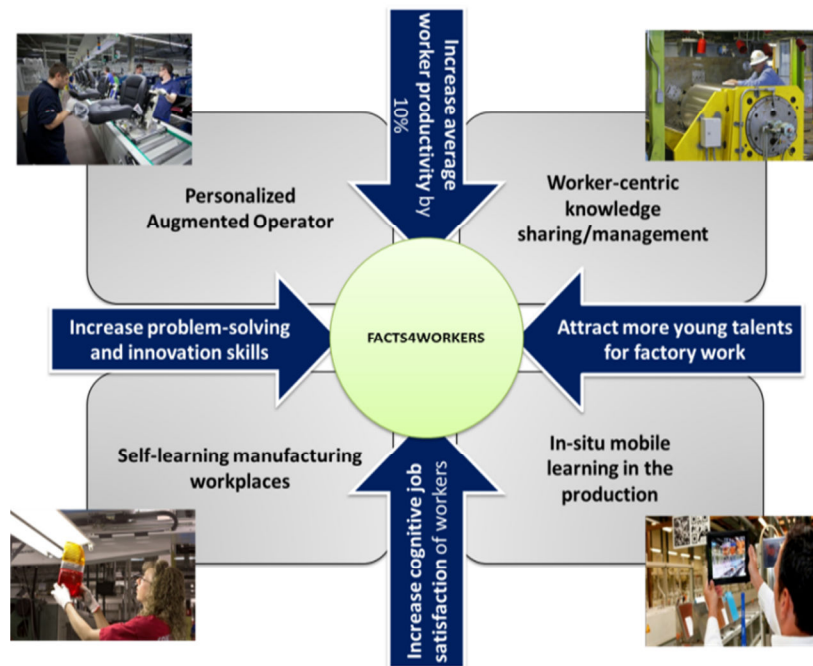 Increase average
worker productivity by
10%
Personalized
Augmented Operator
Worker-centric
knowledge
sharing/management
Increase problem-solving
and innovation skills
FACTS4WORKERS
Attract more young talents
for factory work
Self-learning manufacturing
workplaces
In-situ mobile
learning in the
production
Increase cognitive job
satisfaction of workers